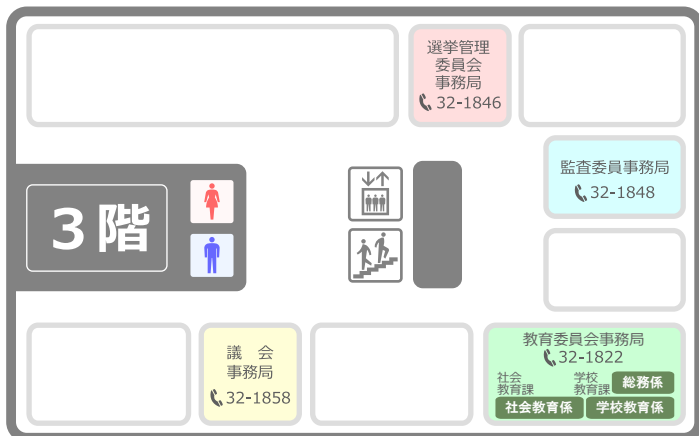 選挙管理
委員会
事務局
32-1846
監査委員事務局
32-1848
3階
議 会
事務局
32-1858
教育委員会事務局
32-1822
社会
教育課
学校
教育課
総務係
社会教育係
学校教育係